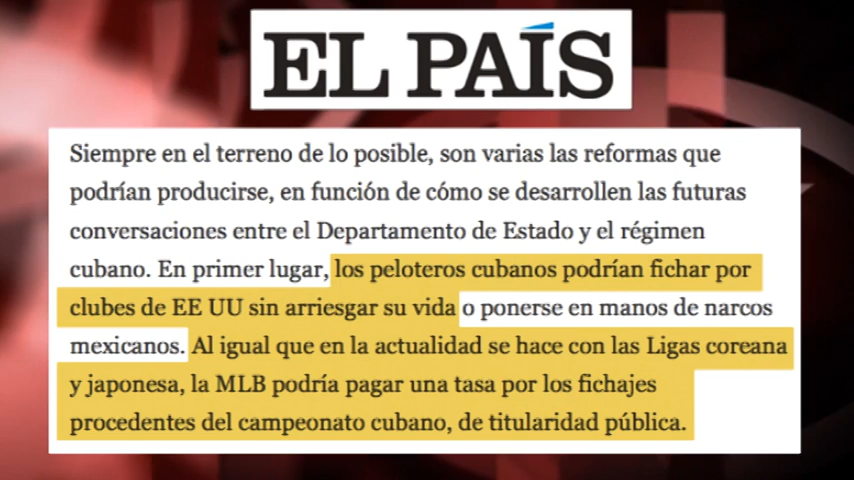 EL PAÍS
Siempre en el terreno de lo posible, son varias las reformas que
podrían producirse, en función de cómo se desarrollen las futuras
conversaciones entre el Departamento de Estado y el régimen
cubano. En primer lugar, los peloteros cubanos podrían fichar por
clubes de EE UU sin arriesgar su vida o ponerse en manos de narcos
mexicanos. Al igual que en la actualidad se hace con las Ligas coreana
y japonesa, la MLB podría pagar una tasa por los fichajes
procedentes del campeonato cubano, de titularidad pública.